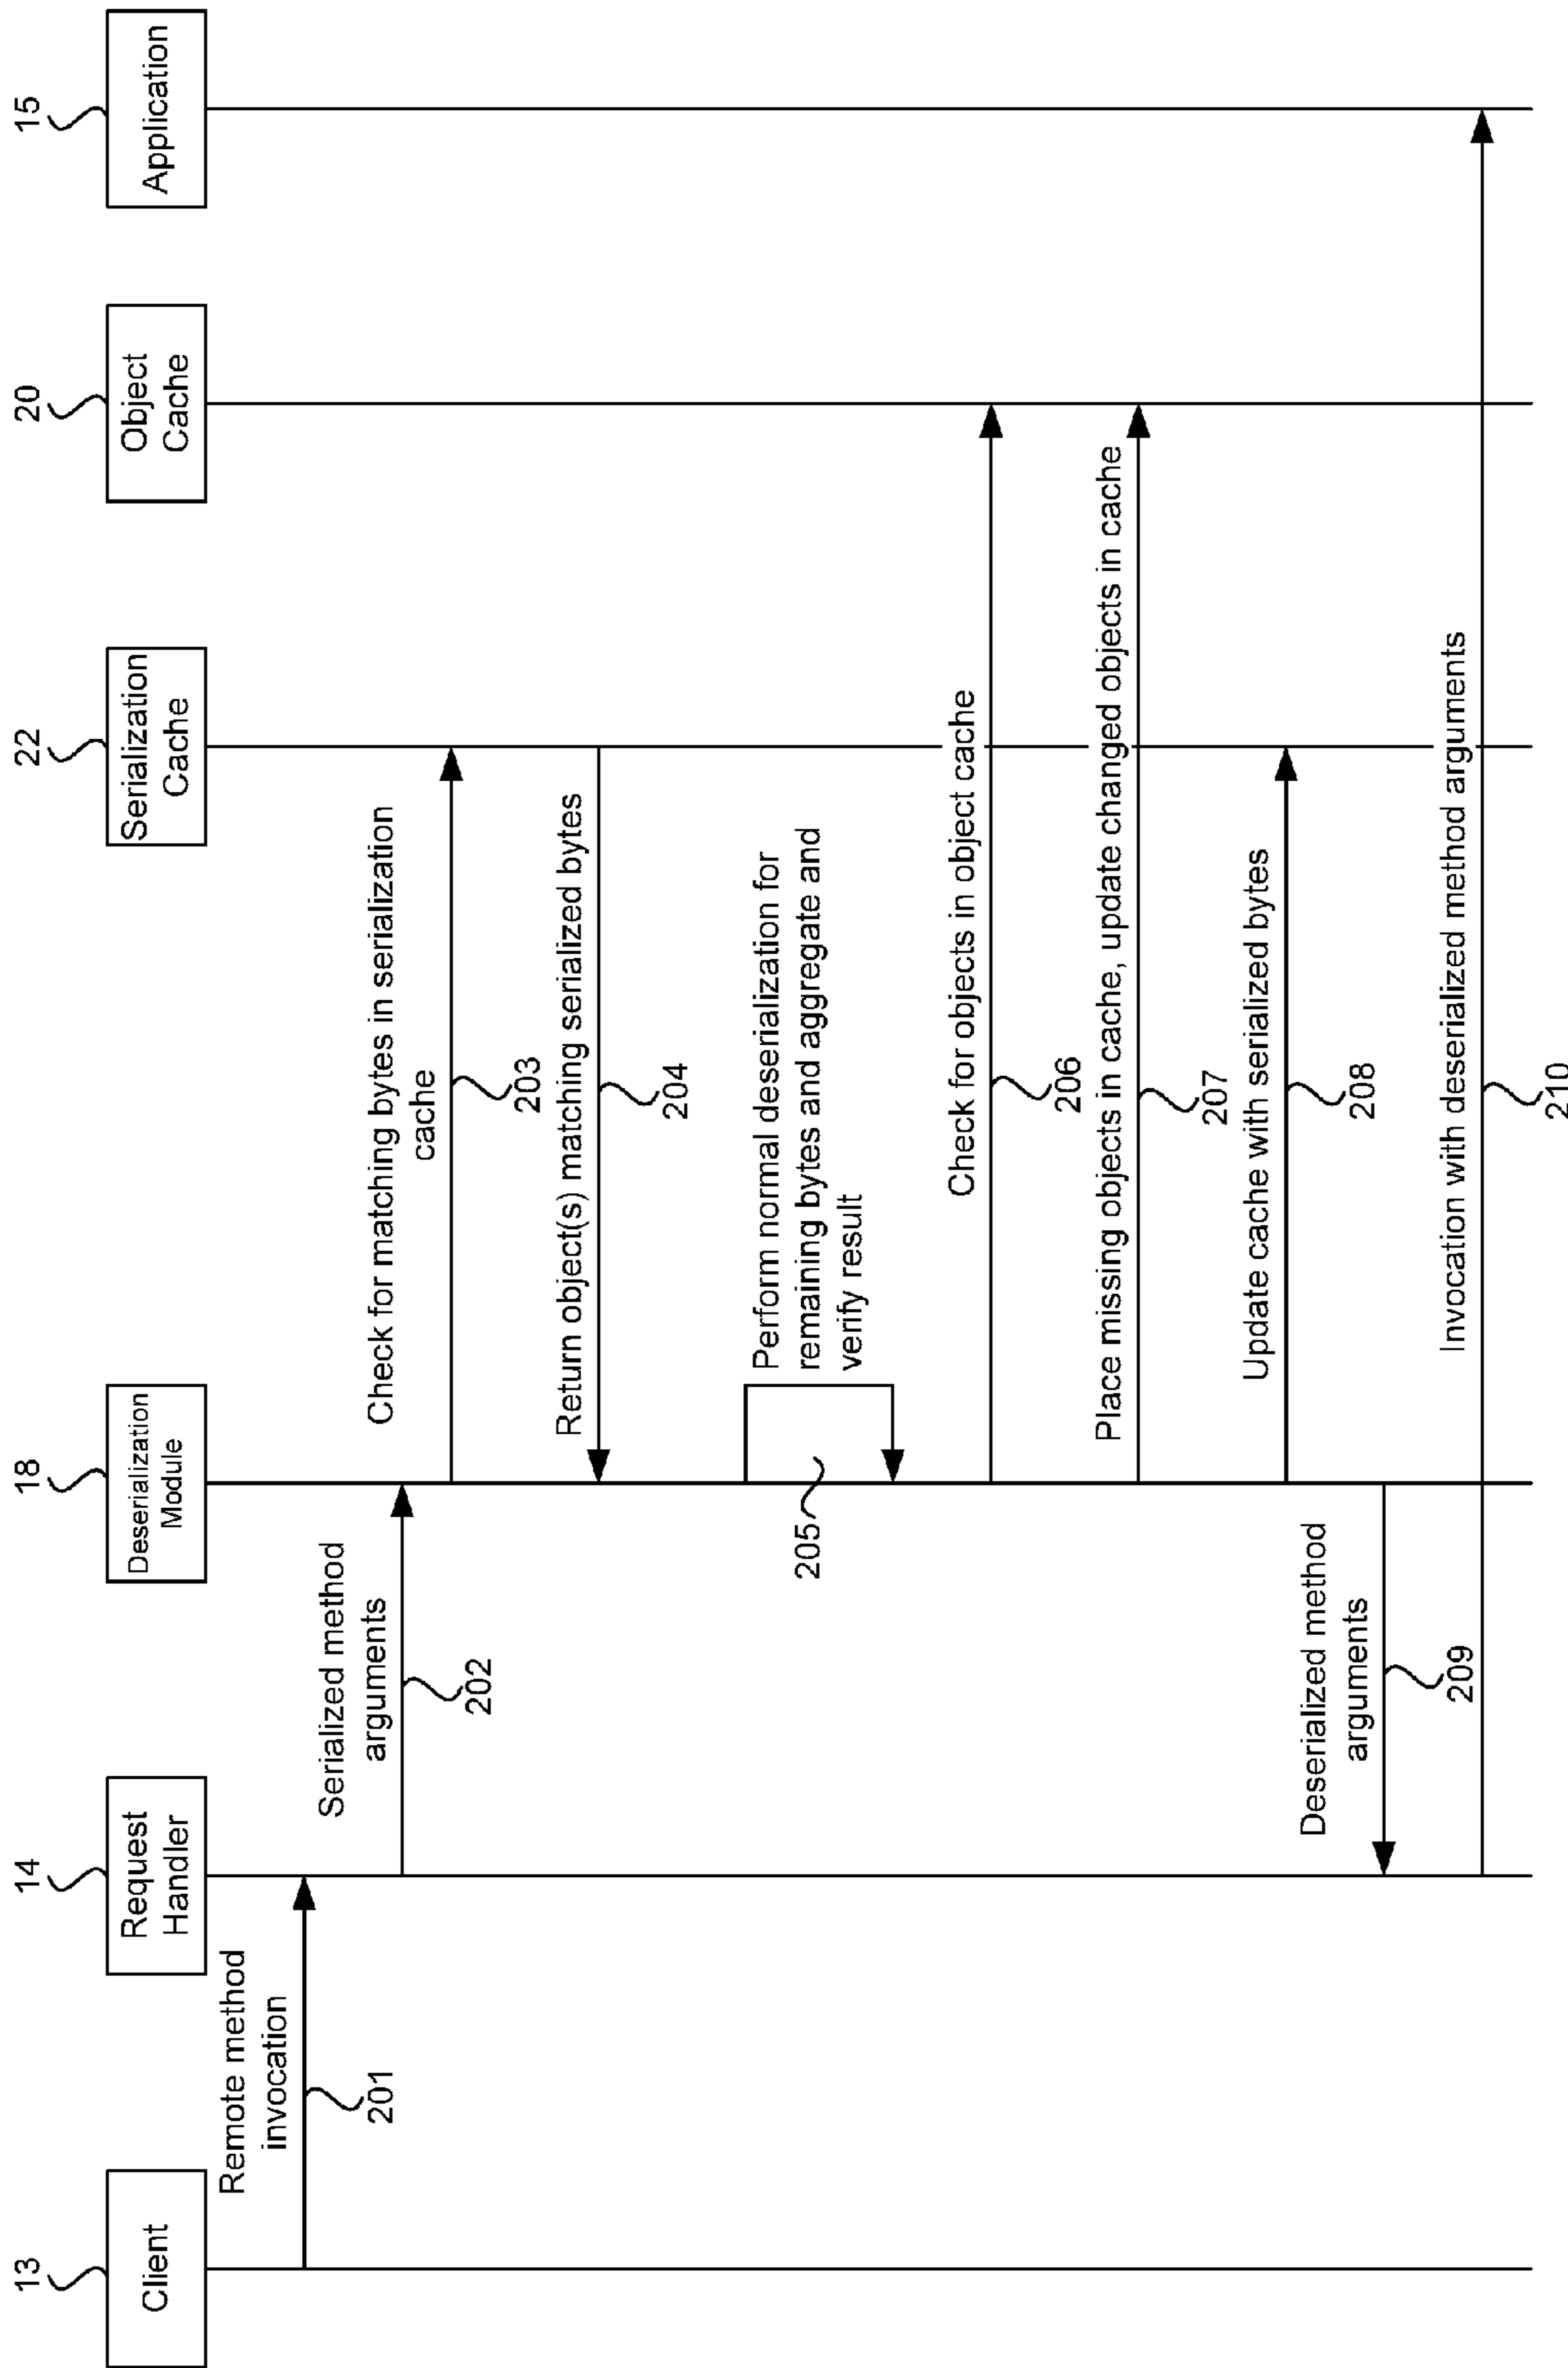 13
14
18
22
20
15
Client
Request
Handler
Deserialization
Module
Serialization
Cache
Object
Cache
Application
Remote method
invocation
201
Serialized method
arguments
202
Check for matching bytes in serialization
cache
203
Return object(s) matching serialized bytes
204
Perform normal deserialization for
remaining bytes and aggregate and
verify result
205
Check for objects in object cache
206
Place missing objects in cache, update changed objects in cache
207
Update cache with serialized bytes
208
Deserialized method
arguments
209
Invocation with deserialized method arguments
210